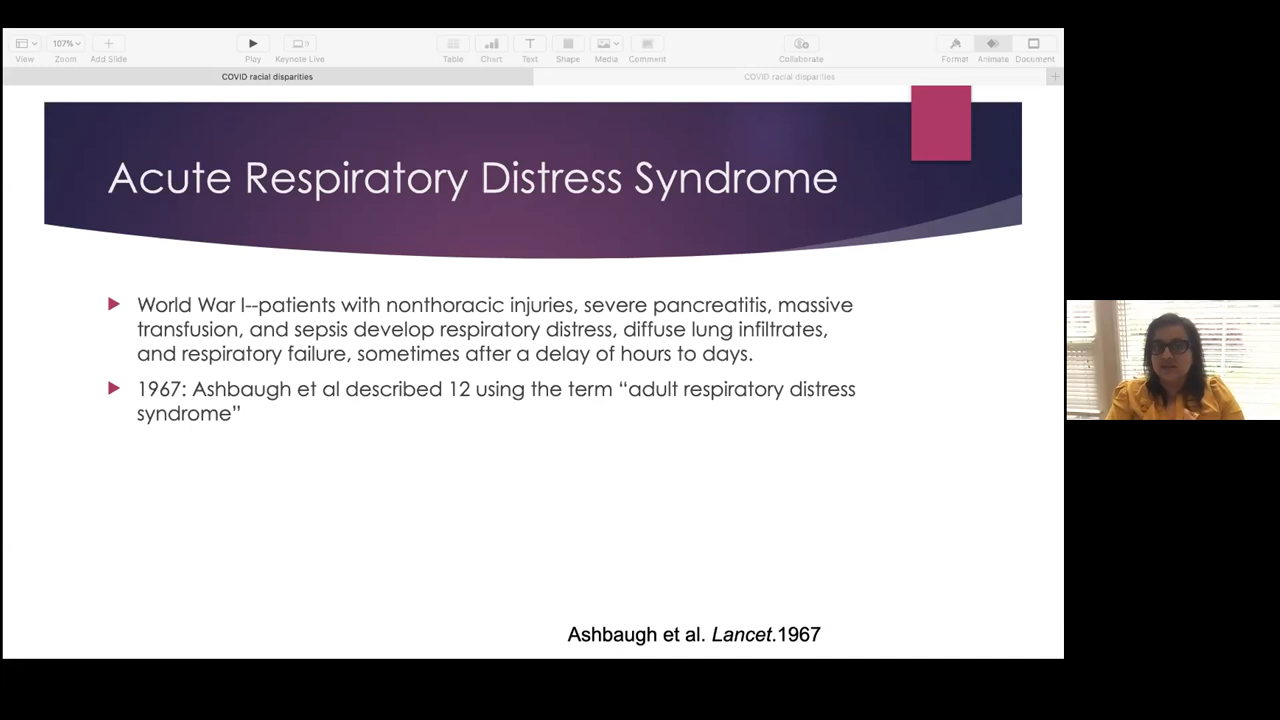 107%
View
Zoom
Add Slide
Play
Keynote Live
Table
Chart
Text
Shape
Media
Comment
Collaborate
Format
Animate
Document
COVID racial disparities
COVID racial disparities
Acute Respiratory Distress Syndrome
World War I--patients with nonthoracic injuries, severe pancreatitis, massive
transfusion, and sepsis develop respiratory distress, diffuse lung infiltrates,
and respiratory failure, sometimes after a delay of hours to days.
1967: Ashbaugh et al described 12 using the term “adult respiratory distress
syndrome”
Ashbaugh et al. Lancet.1967